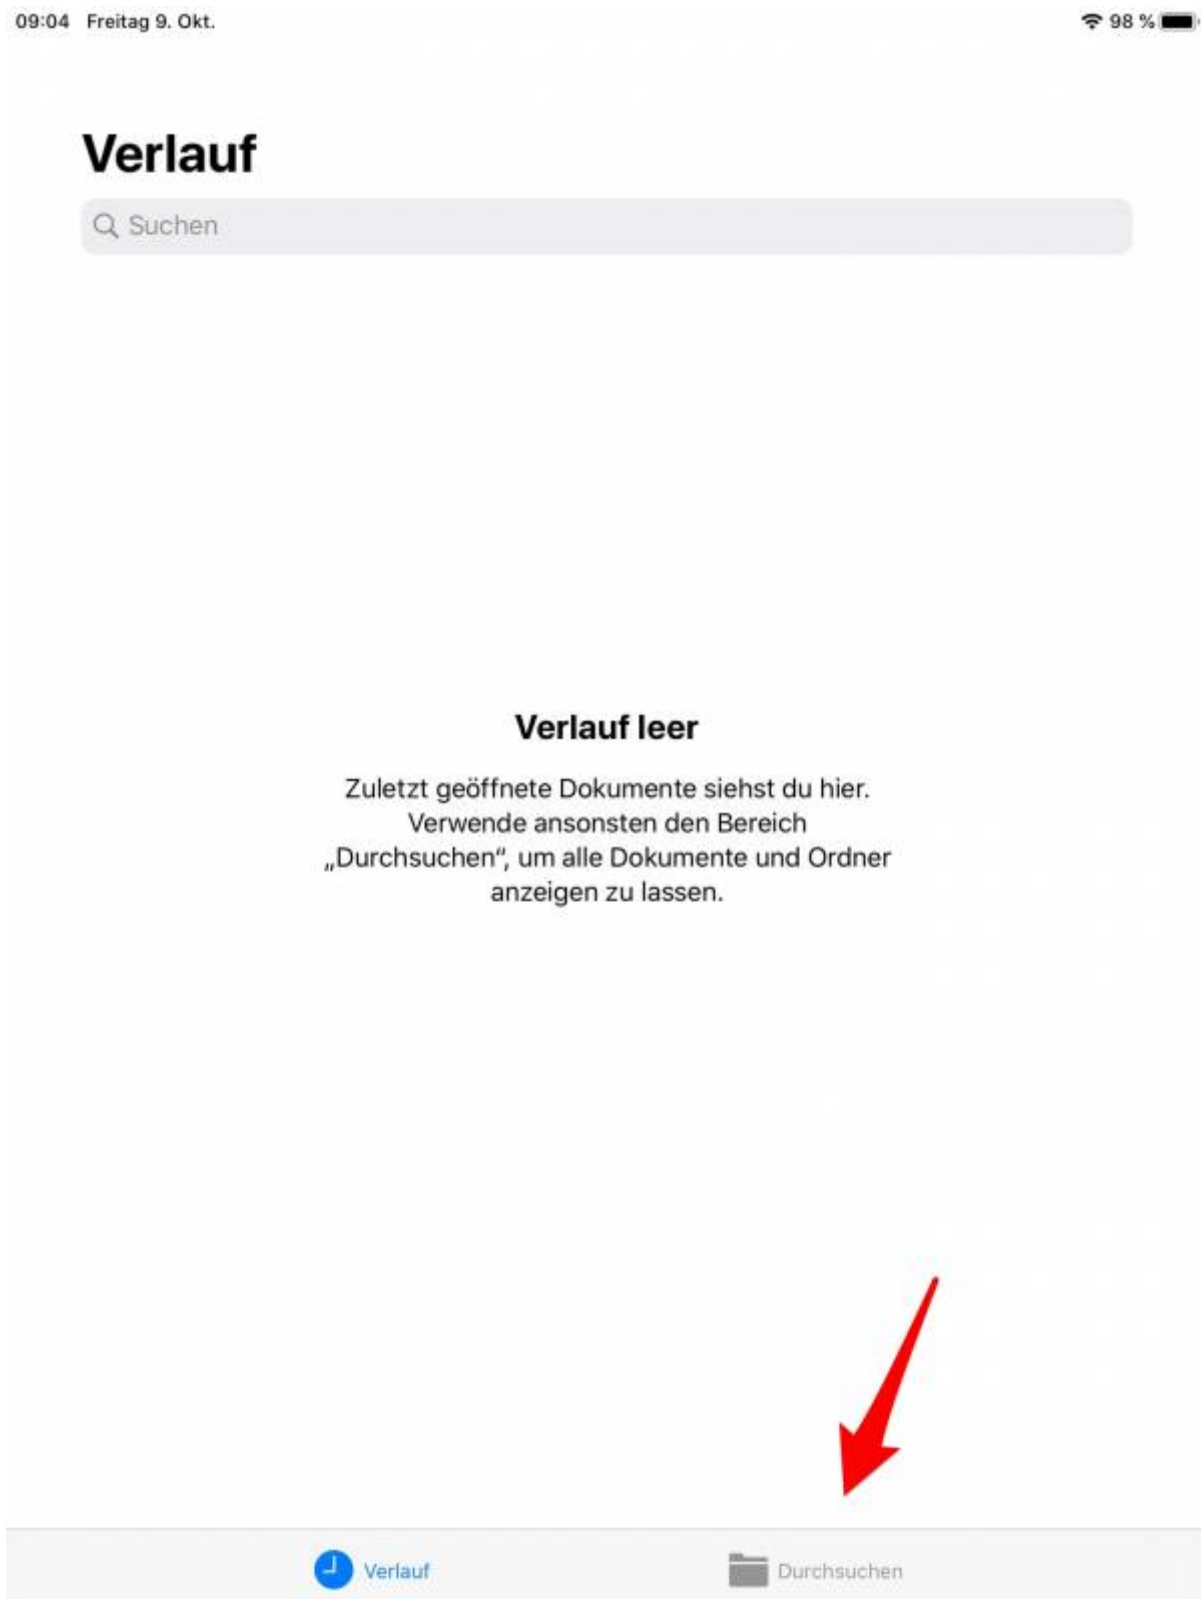 09:04 Freitag 9. Okt. 98 %
Verlauf
Suchen
Verlauf leer
Zuletzt geöffnete Dokumente siehst du hier.
Verwende ansonsten den Bereich
„Durchsuchen“, um alle Dokumente und Ordner
anzeigen zu lassen.
Verlauf Durchsuchen